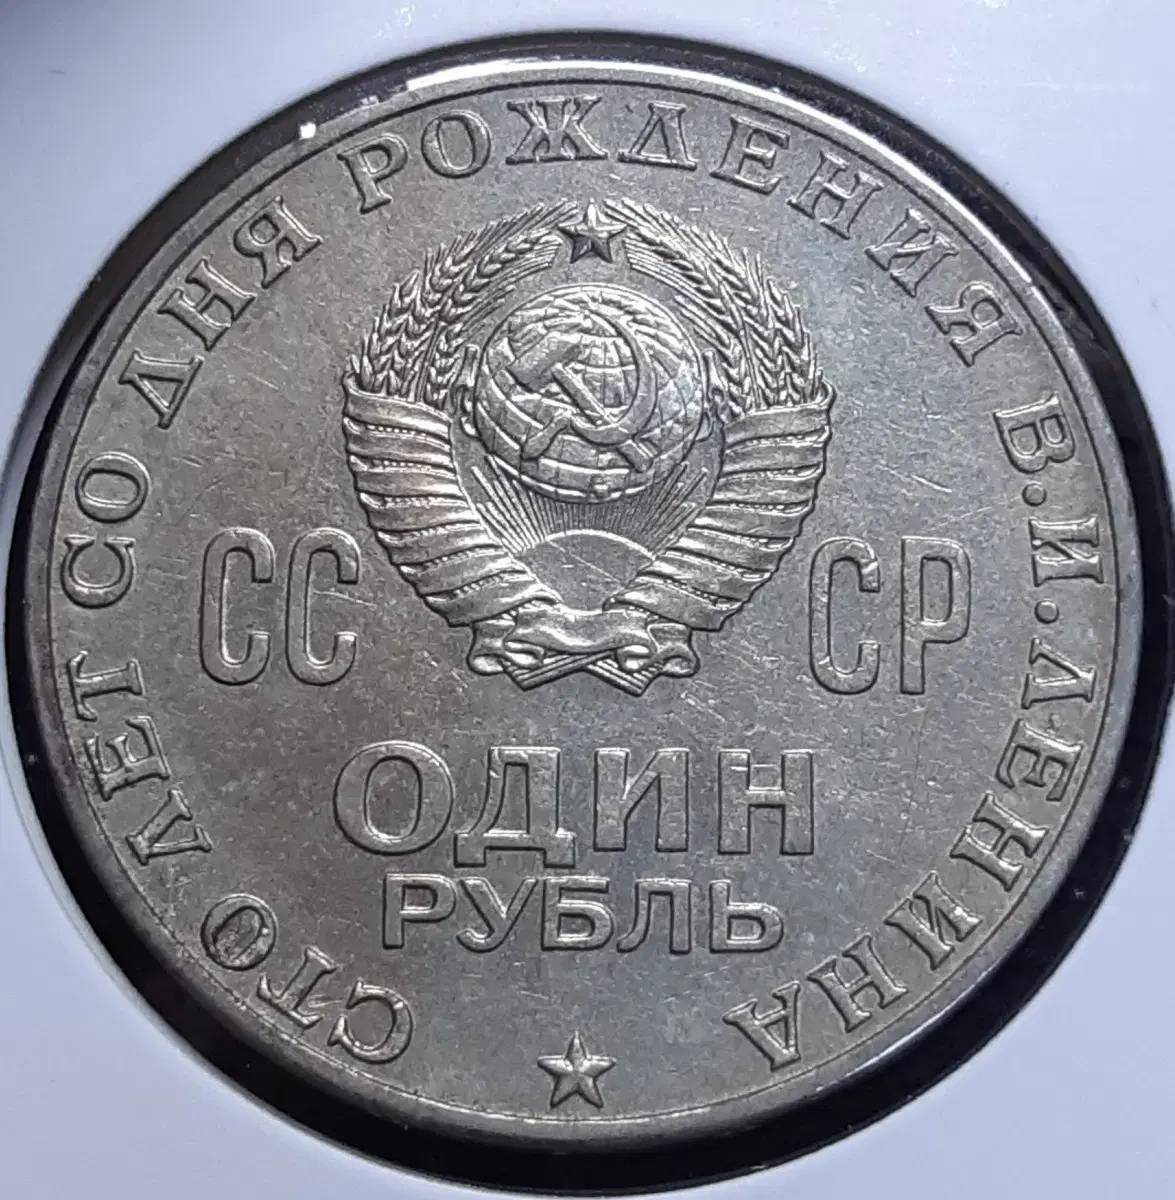 СТО ЛЕТ СО ДНЯ РОЖДЕНИЯ В.И.ЛЕНИНА
СС СР
ОДИН
РУБЛЬ